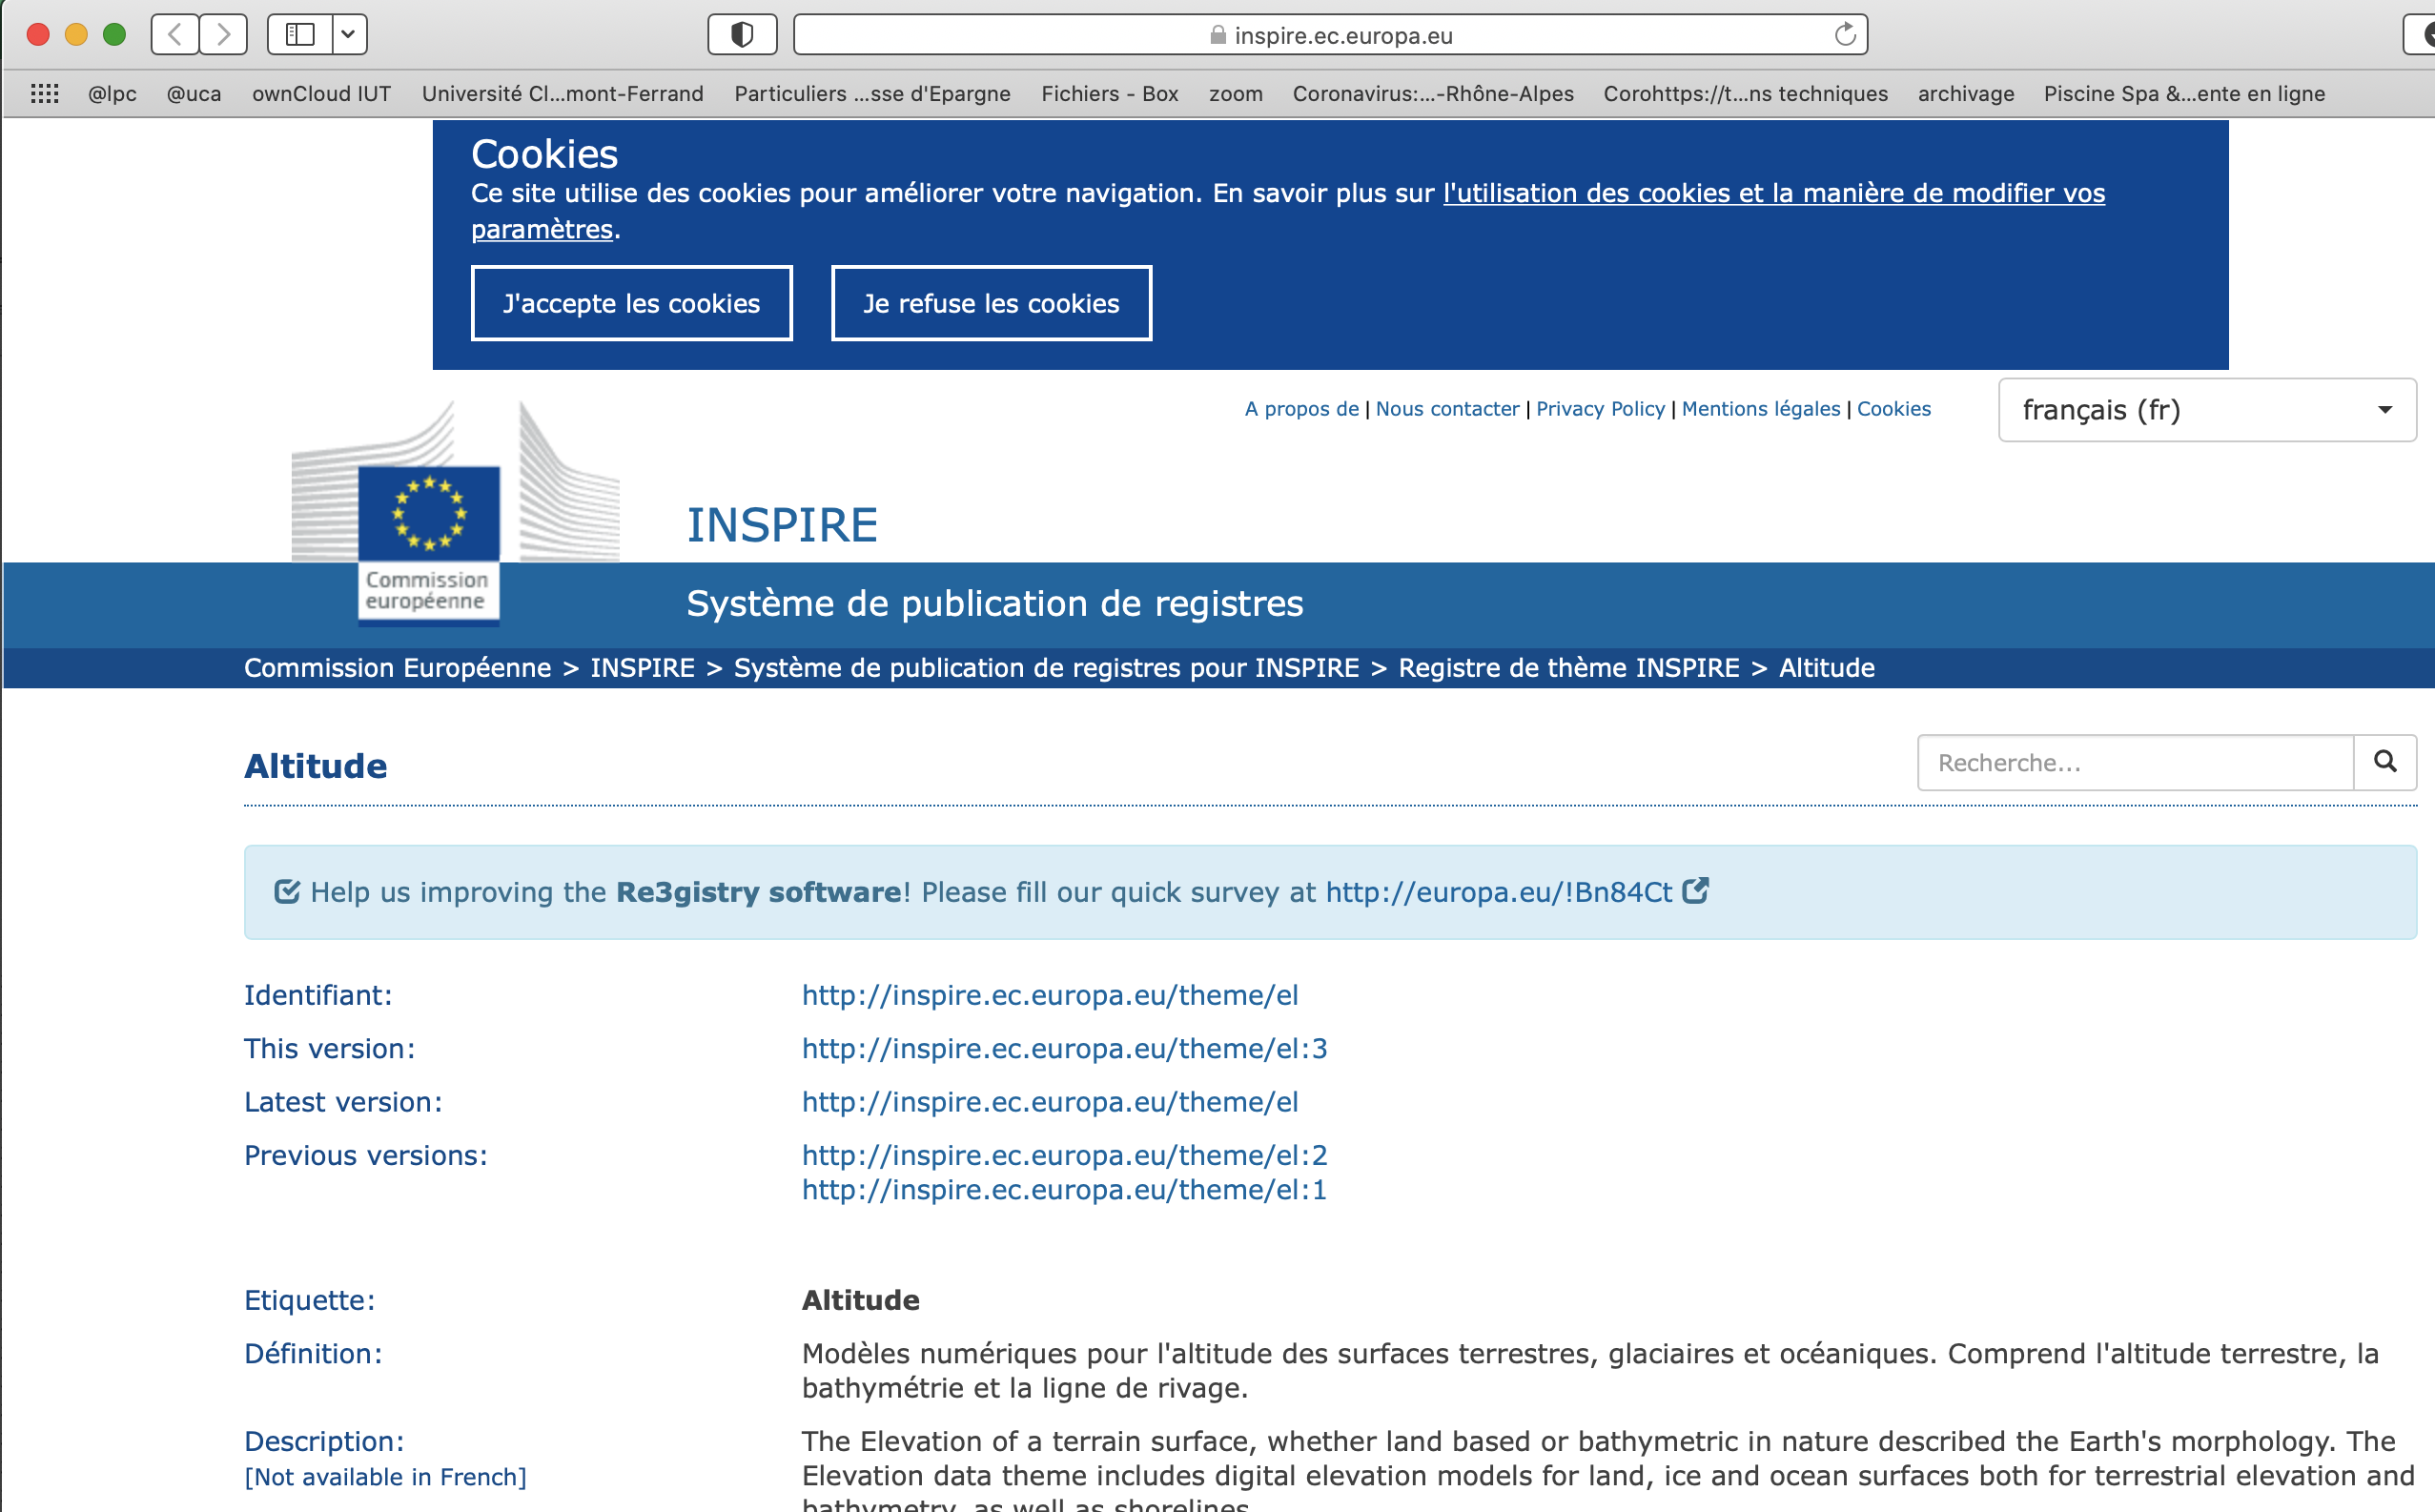 inspire.ec.europa.eu
@lpc @uca ownCloud IUT Université Cl...mont-Ferrand Particuliers ...sse d'Epargne Fichiers - Box zoom Coronavirus:...-Rhône-Alpes Corohttps://t...ns techniques archivage Piscine Spa &...ente en ligne
Cookies
Ce site utilise des cookies pour améliorer votre navigation. En savoir plus sur l'utilisation des cookies et la manière de modifier vos
paramètres.
J'accepte les cookies Je refuse les cookies
A propos de | Nous contacter | Privacy Policy | Mentions légales | Cookies français (fr)
Commission
européenne
INSPIRE
Système de publication de registres
Commission Européenne > INSPIRE > Système de publication de registres pour INSPIRE > Registre de thème INSPIRE > Altitude
Altitude Recherche...
Help us improving the Re3gistry software! Please fill our quick survey at http://europa.eu/!Bn84Ct
Identifiant: http://inspire.ec.europa.eu/theme/el
This version: http://inspire.ec.europa.eu/theme/el:3
Latest version: http://inspire.ec.europa.eu/theme/el
Previous versions: http://inspire.ec.europa.eu/theme/el:2
http://inspire.ec.europa.eu/theme/el:1
Etiquette: Altitude
Définition: Modèles numériques pour l'altitude des surfaces terrestres, glaciaires et océaniques. Comprend l'altitude terrestre, la
bathymétrie et la ligne de rivage.
Description: The Elevation of a terrain surface, whether land based or bathymetric in nature described the Earth's morphology. The
[Not available in French] Elevation data theme includes digital elevation models for land, ice and ocean surfaces both for terrestrial elevation and
bathymetry, as well as shorelines.